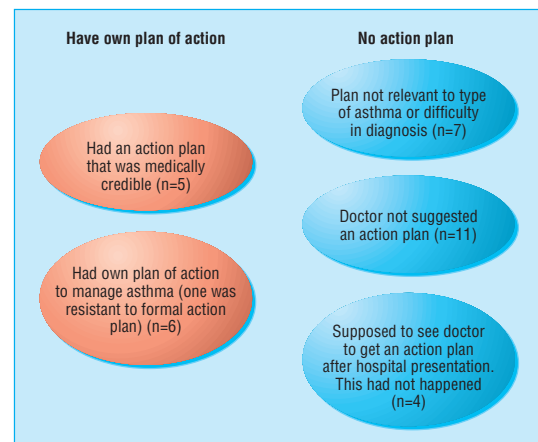 Have own plan of action
Had an action plan
that was medically
credible (n=5)
Had own plan of action
to manage asthma (one was
resistant to formal action
plan) (n=6)
No action plan
Plan not relevant to type
of asthma or difficulty
in diagnosis (n=7)
Doctor not suggested
an action plan (n=11)
Supposed to see doctor
to get an action plan
after hospital presentation.
This had not happened
(n=4)